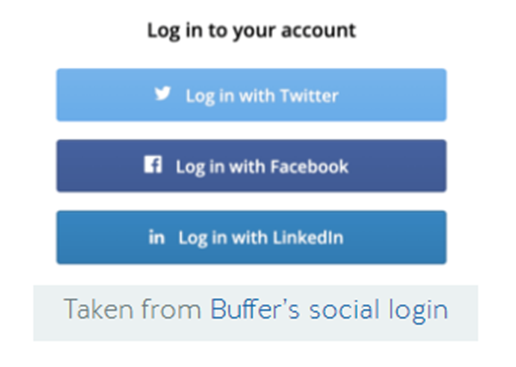 Log in to your account
Log in with Twitter
Log in with Facebook
in Log in with LinkedIn
Taken from Buffer's social login